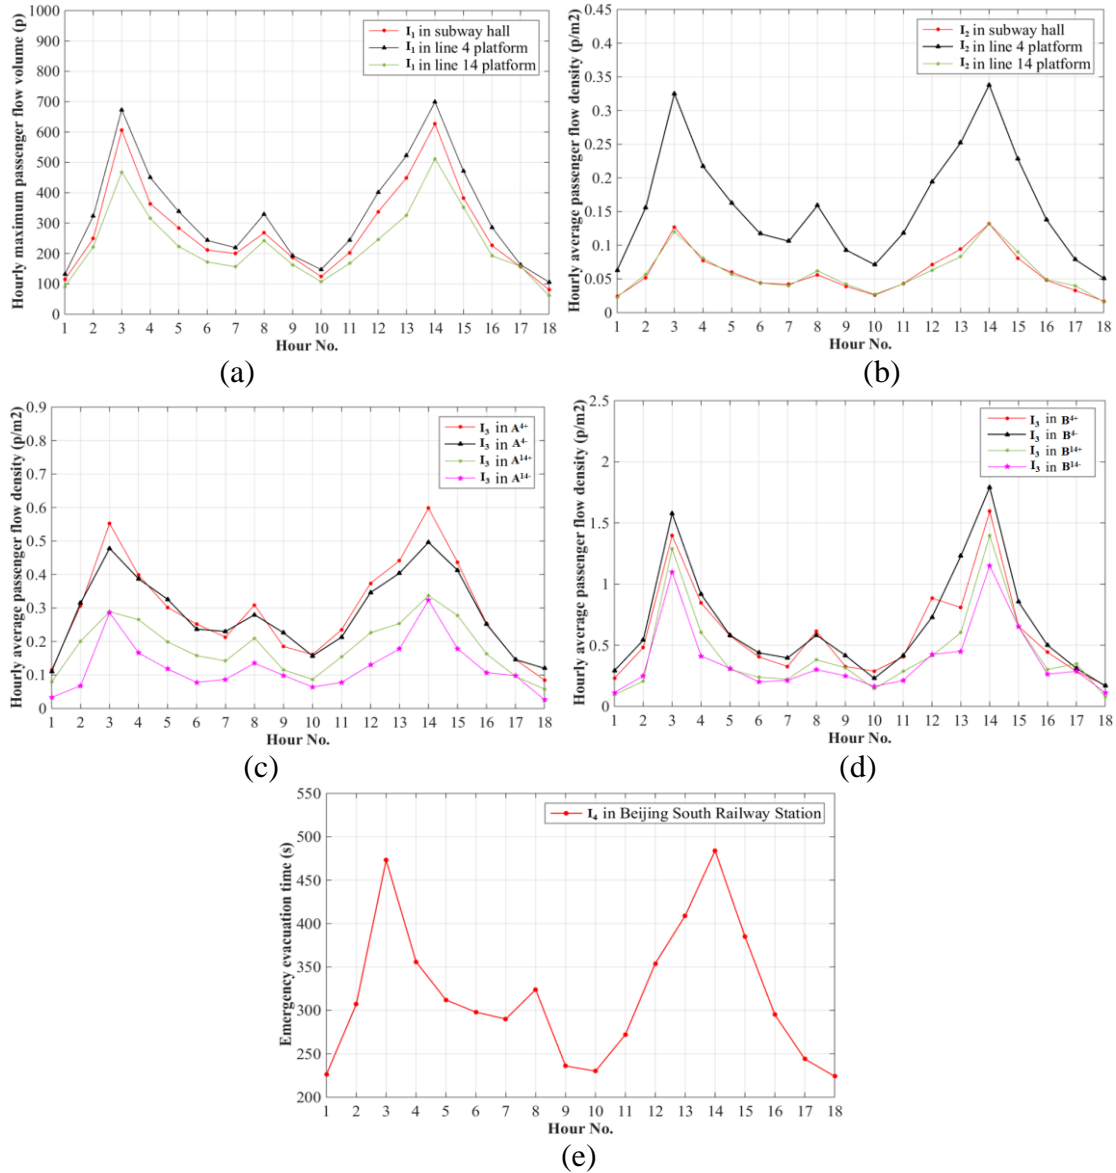 Hourly maximum passenger flow volume (p)
1000
900
800
700
600
500
400
300
200
100
0
I₁ in subway hall
I₁ in line 4 platform
I₁ in line 14 platform
1 2 3 4 5 6 7 8 9 10 11 12 13 14 15 16 17 18
Hour No.
(a)
Hourly average passenger flow density (p/m2)
0.45
0.4
0.35
0.3
0.25
0.2
0.15
0.1
0.05
0
I₂ in subway hall
I₂ in line 4 platform
I₂ in line 14 platform
1 2 3 4 5 6 7 8 9 10 11 12 13 14 15 16 17 18
Hour No.
(b)
Hourly average passenger flow density (p/m2)
0.9
0.8
0.7
0.6
0.5
0.4
0.3
0.2
0.1
0
I₃ in A⁴⁺
I₃ in A⁴⁻
I₃ in A¹⁴⁺
I₃ in A¹⁴⁻
1 2 3 4 5 6 7 8 9 10 11 12 13 14 15 16 17 18
Hour No.
(c)
Hourly average passenger flow density (p/m2)
2.5
2
1.5
1
0.5
0
I₃ in B⁴⁺
I₃ in B⁴⁻
I₃ in B¹⁴⁺
I₃ in B¹⁴⁻
1 2 3 4 5 6 7 8 9 10 11 12 13 14 15 16 17 18
Hour No.
(d)
Emergency evacuation time (s)
550
500
450
400
350
300
250
200
I₄ in Beijing South Railway Station
1 2 3 4 5 6 7 8 9 10 11 12 13 14 15 16 17 18
Hour No.
(e)